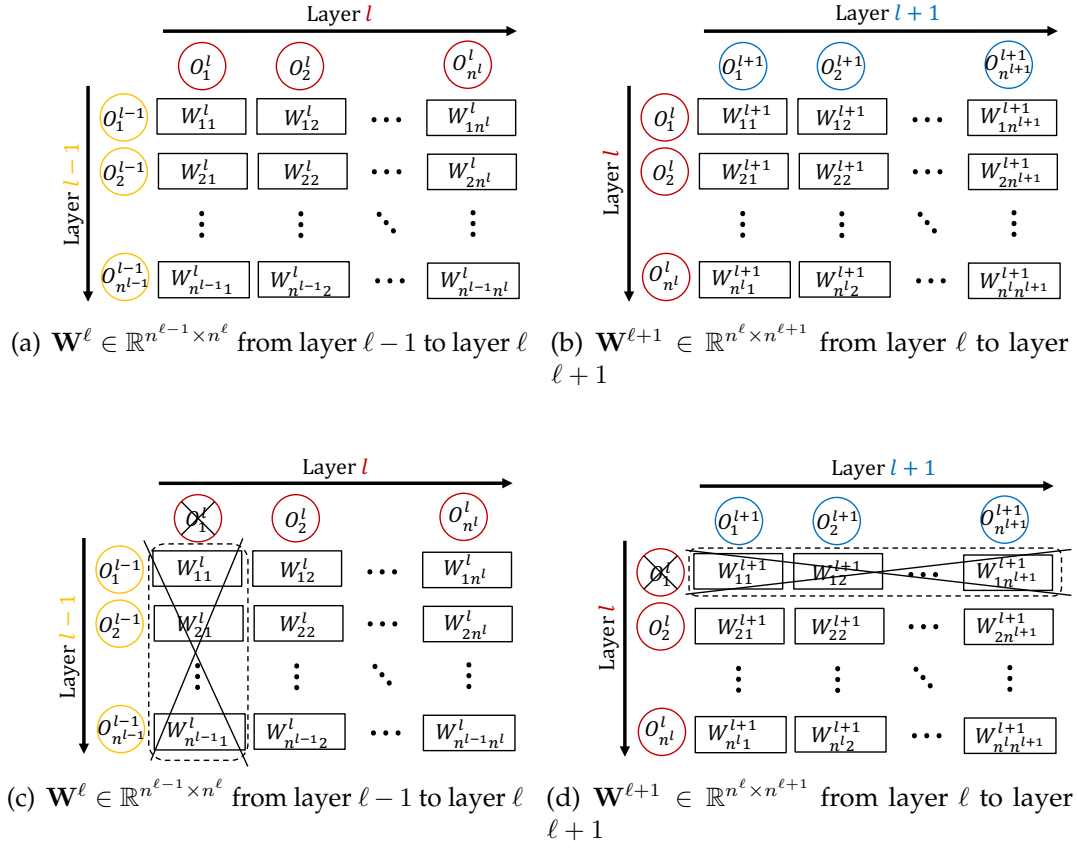 Layer l
O_1^l O_2^l O_{n^l}^l
Layer l − 1
O_1^{l−1} W_{11}^l W_{12}^l ••• W_{1n^l}^l
O_2^{l−1} W_{21}^l W_{22}^l ••• W_{2n^l}^l
O_{n^{l−1}}^{l−1} W_{n^{l−1}1}^l W_{n^{l−1}2}^l ••• W_{n^{l−1}n^l}^l
(a) W^ℓ ∈ ℝ^{n^{ℓ−1}×n^ℓ} from layer ℓ − 1 to layer ℓ
Layer l + 1
O_1^{l+1} O_2^{l+1} O_{n^{l+1}}^{l+1}
Layer l
O_1^l W_{11}^{l+1} W_{12}^{l+1} ••• W_{1n^{l+1}}^{l+1}
O_2^l W_{21}^{l+1} W_{22}^{l+1} ••• W_{2n^{l+1}}^{l+1}
O_{n^l}^l W_{n^l1}^{l+1} W_{n^l2}^{l+1} ••• W_{n^ln^{l+1}}^{l+1}
(b) W^{ℓ+1} ∈ ℝ^{n^ℓ×n^{ℓ+1}} from layer ℓ to layer
ℓ + 1
Layer l
O_1^l O_2^l O_{n^l}^l
Layer l − 1
O_1^{l−1} W_{11}^l W_{12}^l ••• W_{1n^l}^l
O_2^{l−1} W_{21}^l W_{22}^l ••• W_{2n^l}^l
O_{n^{l−1}}^{l−1} W_{n^{l−1}1}^l W_{n^{l−1}2}^l ••• W_{n^{l−1}n^l}^l
(c) W^ℓ ∈ ℝ^{n^{ℓ−1}×n^ℓ} from layer ℓ − 1 to layer ℓ
Layer l + 1
O_1^{l+1} O_2^{l+1} O_{n^{l+1}}^{l+1}
Layer l
O_1^l W_{11}^{l+1} W_{12}^{l+1} ••• W_{1n^{l+1}}^{l+1}
O_2^l W_{21}^{l+1} W_{22}^{l+1} ••• W_{2n^{l+1}}^{l+1}
O_{n^l}^l W_{n^l1}^{l+1} W_{n^l2}^{l+1} ••• W_{n^ln^{l+1}}^{l+1}
(d) W^{ℓ+1} ∈ ℝ^{n^ℓ×n^{ℓ+1}} from layer ℓ to layer
ℓ + 1